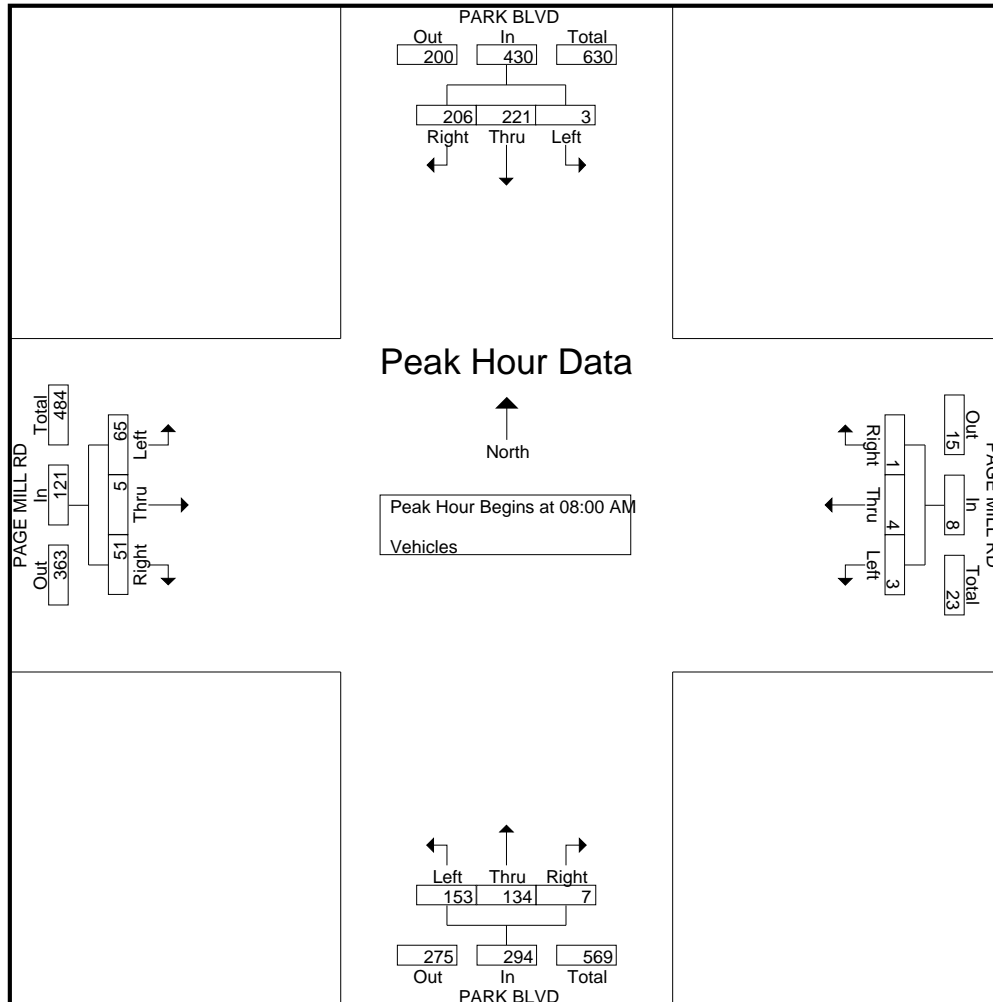 PARK BLVD
Out In Total
200 430 630
206 221 3
Right Thru Left
Peak Hour Data
North
Peak Hour Begins at 08:00 AM
Vehicles
PAGE MILL RD
Out In Total
363 121 484
51 5 65
Right Thru Left
PAGE MILL RD
Out In Total
15 8 23
1 4 3
Right Thru Left
Left Thru Right
153 134 7
275 294 569
Out In Total
PARK BLVD